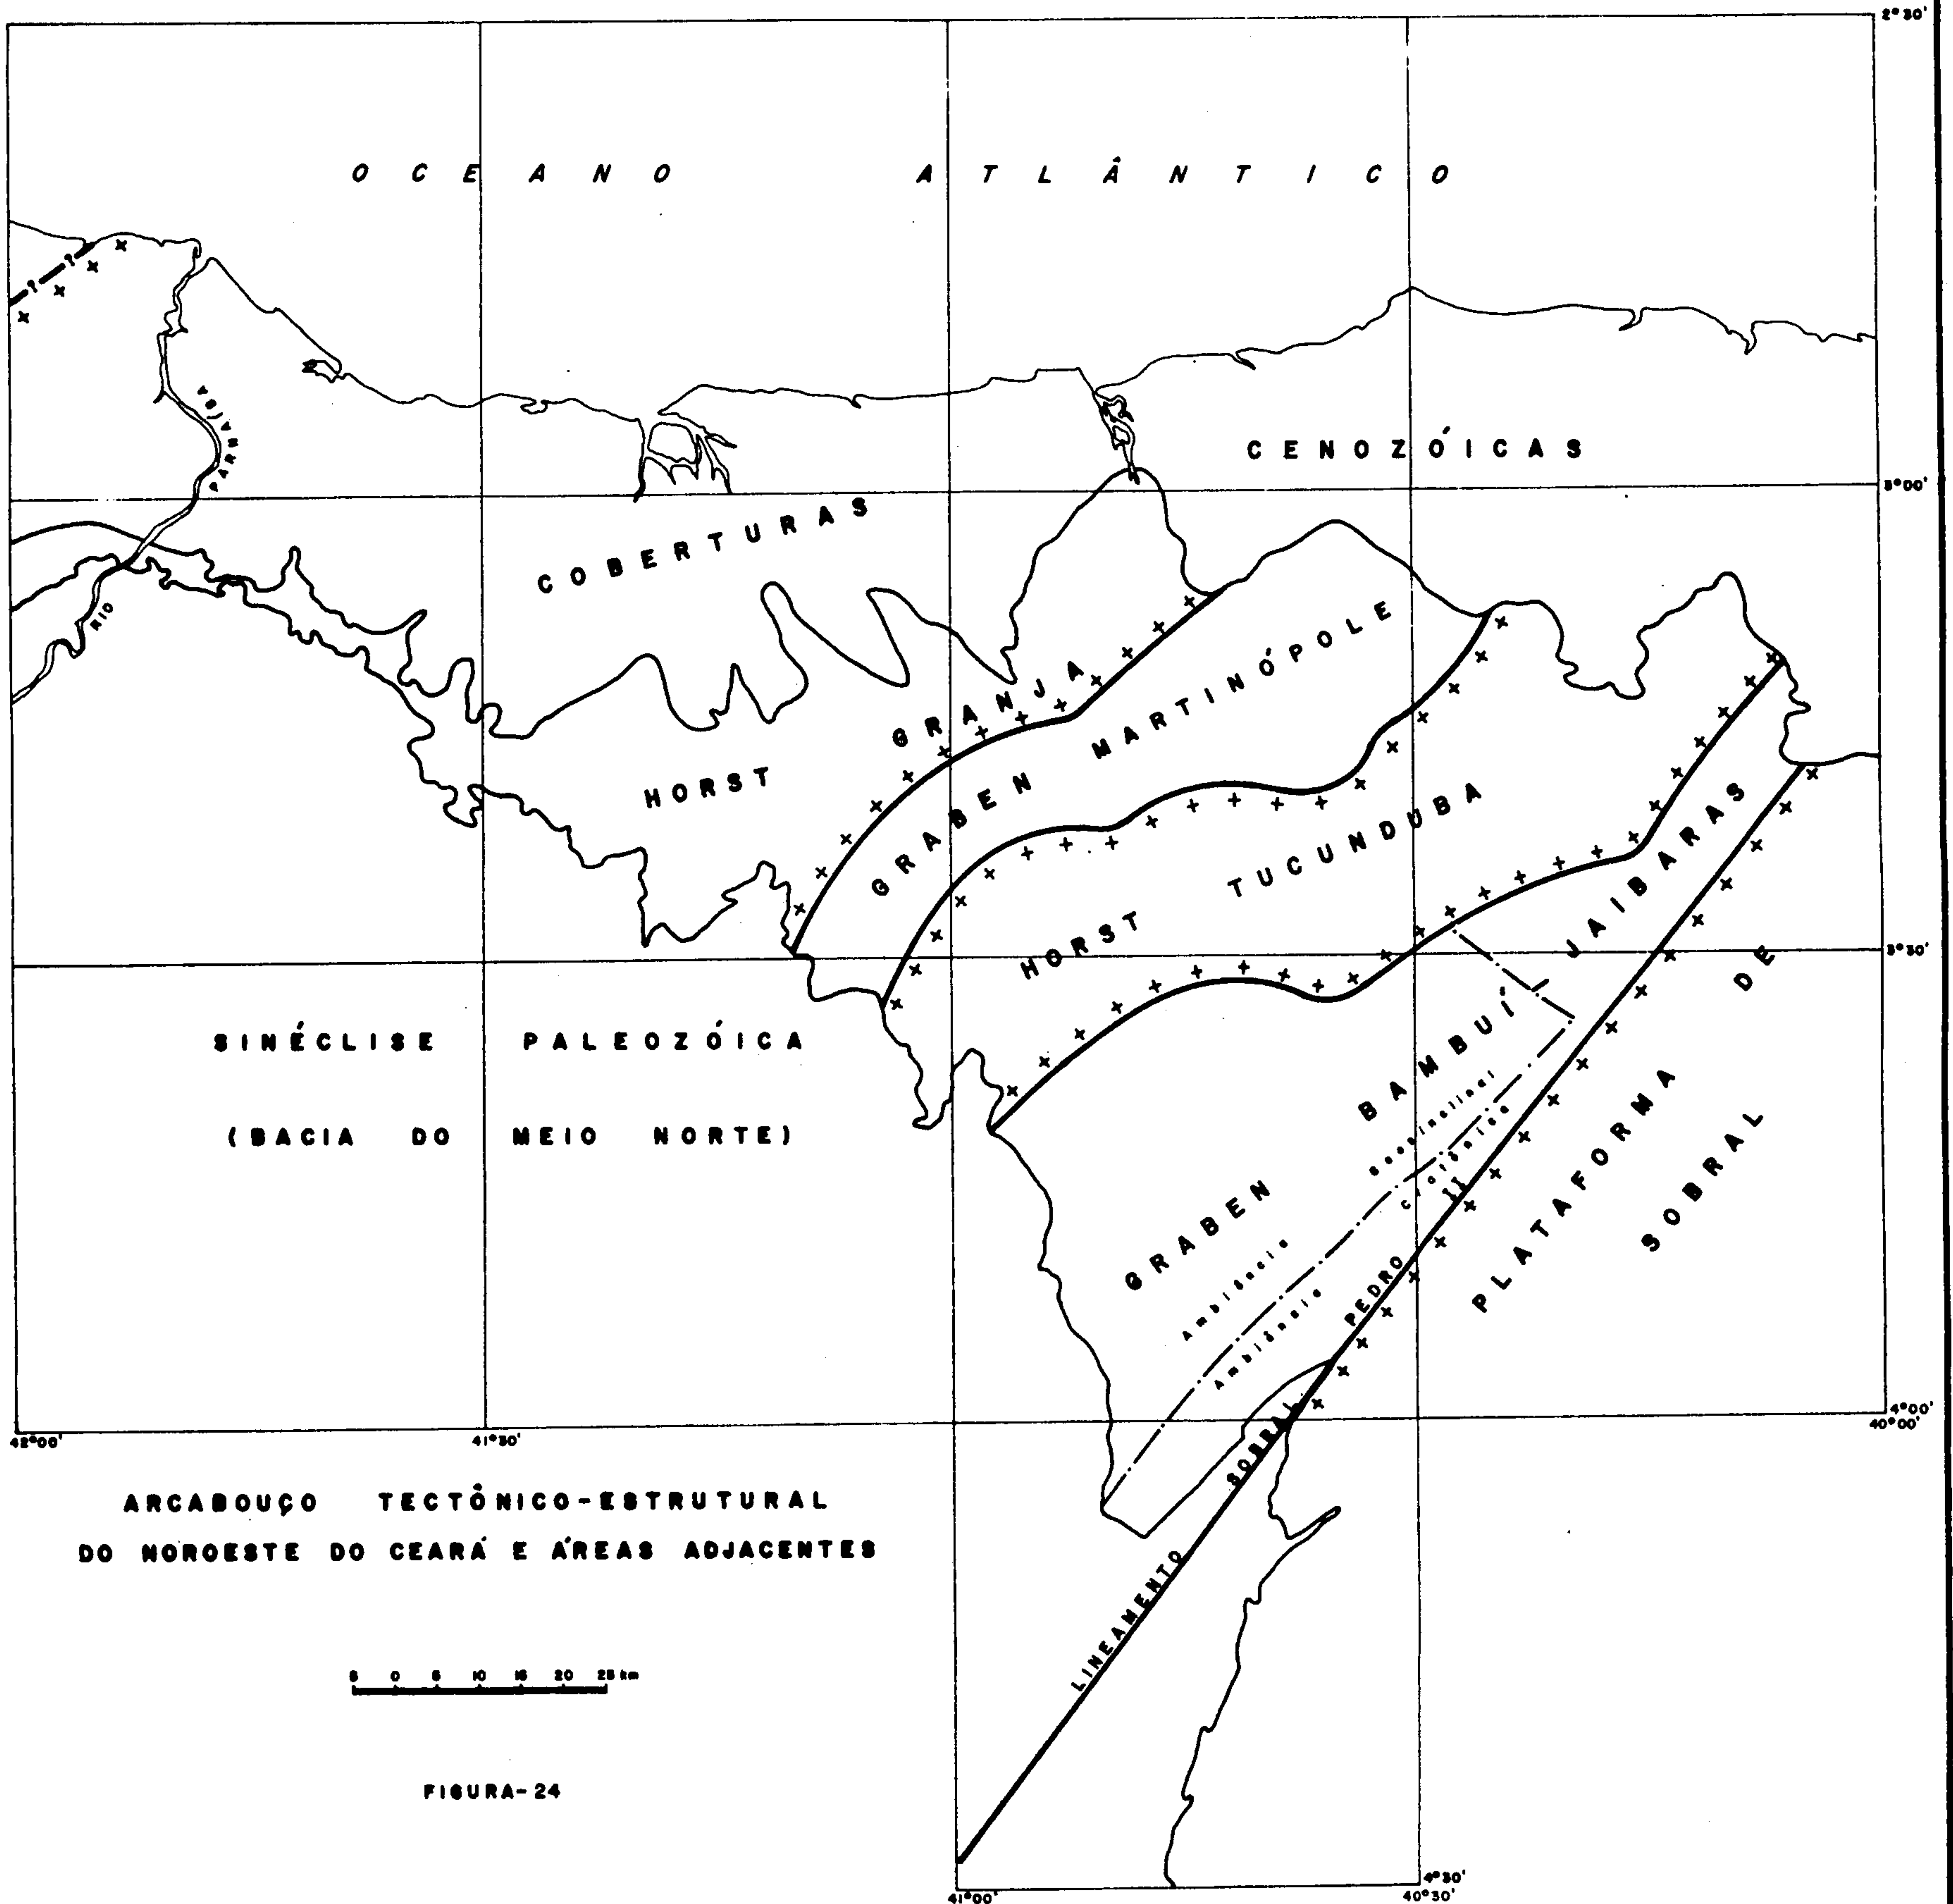 2°30'
OCEANO ATLÂNTICO
CENOZÓICAS
3°00'
COBERTURAS
RIO PARNAÍBA
HORST GRANJA
GRABEN MARTINÓPOLE
HORST TUCUNDUBA
3°30'
GRABEN BAMBUÍ - JAIBARAS
PLATAFORMA DE
SOBRAL
SINÉCLISE PALEOZÓICA
(BACIA DO MEIO NORTE)
Ambiência
Ambiência Cratônica
LINEAMENTO SOBRAL PEDRO II
42°00'
41°30'
4°00'
40°00'
ARCABOUÇO TECTÔNICO-ESTRUTURAL
DO NOROESTE DO CEARÁ E ÁREAS ADJACENTES
5 0 5 10 15 20 25 km
FIGURA-24
4°30'
41°00'
40°30'
? ?